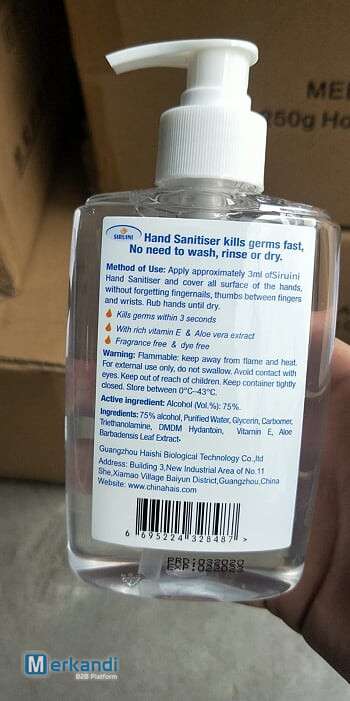 MED
250g Ho
SIRUINI
Hand Sanitiser kills germs fast,
No need to wash, rinse or dry.
Method of Use: Apply approximately 3ml ofSiruini
Hand Sanitiser and cover all surface of the hands,
without forgetting fingernails, thumbs between fingers
and wrists. Rub hands until dry.
Kills germs within 3 seconds
With rich vitamin E & Aloe vera extract
Fragrance free & dye free
Warning: Flammable: keep away from flame and heat.
For external use only, do not swallow. Avoid contact with
eyes. Keep out of reach of children. Keep container tightly
closed. Store between 0°C~43°C.
Active ingredient: Alcohol (Vol.%): 75%.
Ingredients: 75% alcohol, Purified Water, Glycerin, Carbomer,
Triethanolamine, DMDM Hydantoin, Vitamin E, Aloe
Barbadensis Leaf Extract.
Guangzhou Haishi Biological Technology Co.,ltd
Address: Building 3,New Industrial Area of No.11
She,Xiamao Village Baiyun District,Guangzhou,China
Website: www.chinahais.com
6 695224 328487 >
PRD:
EXP:
Merkandi
B2B Platform